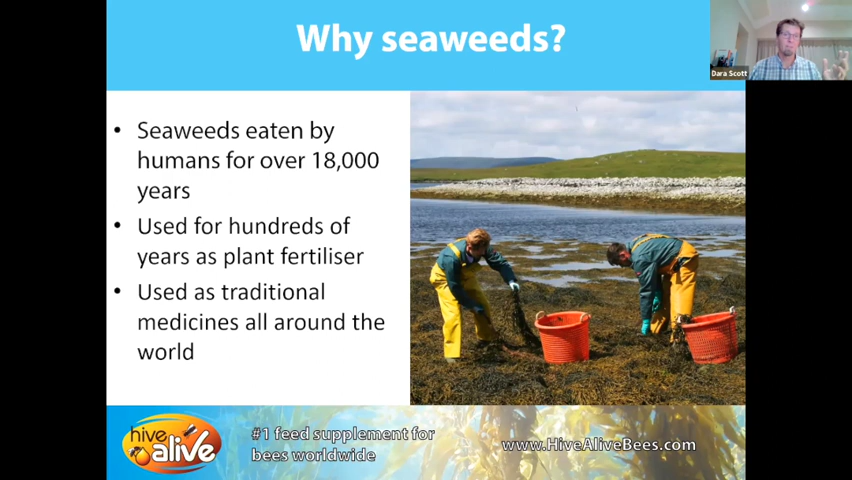 Why seaweeds?
Dara Scott
• Seaweeds eaten by
humans for over 18,000
years
• Used for hundreds of
years as plant fertiliser
• Used as traditional
medicines all around the
world
hive
alive
#1 feed supplement for
bees worldwide
www.HiveAliveBees.com